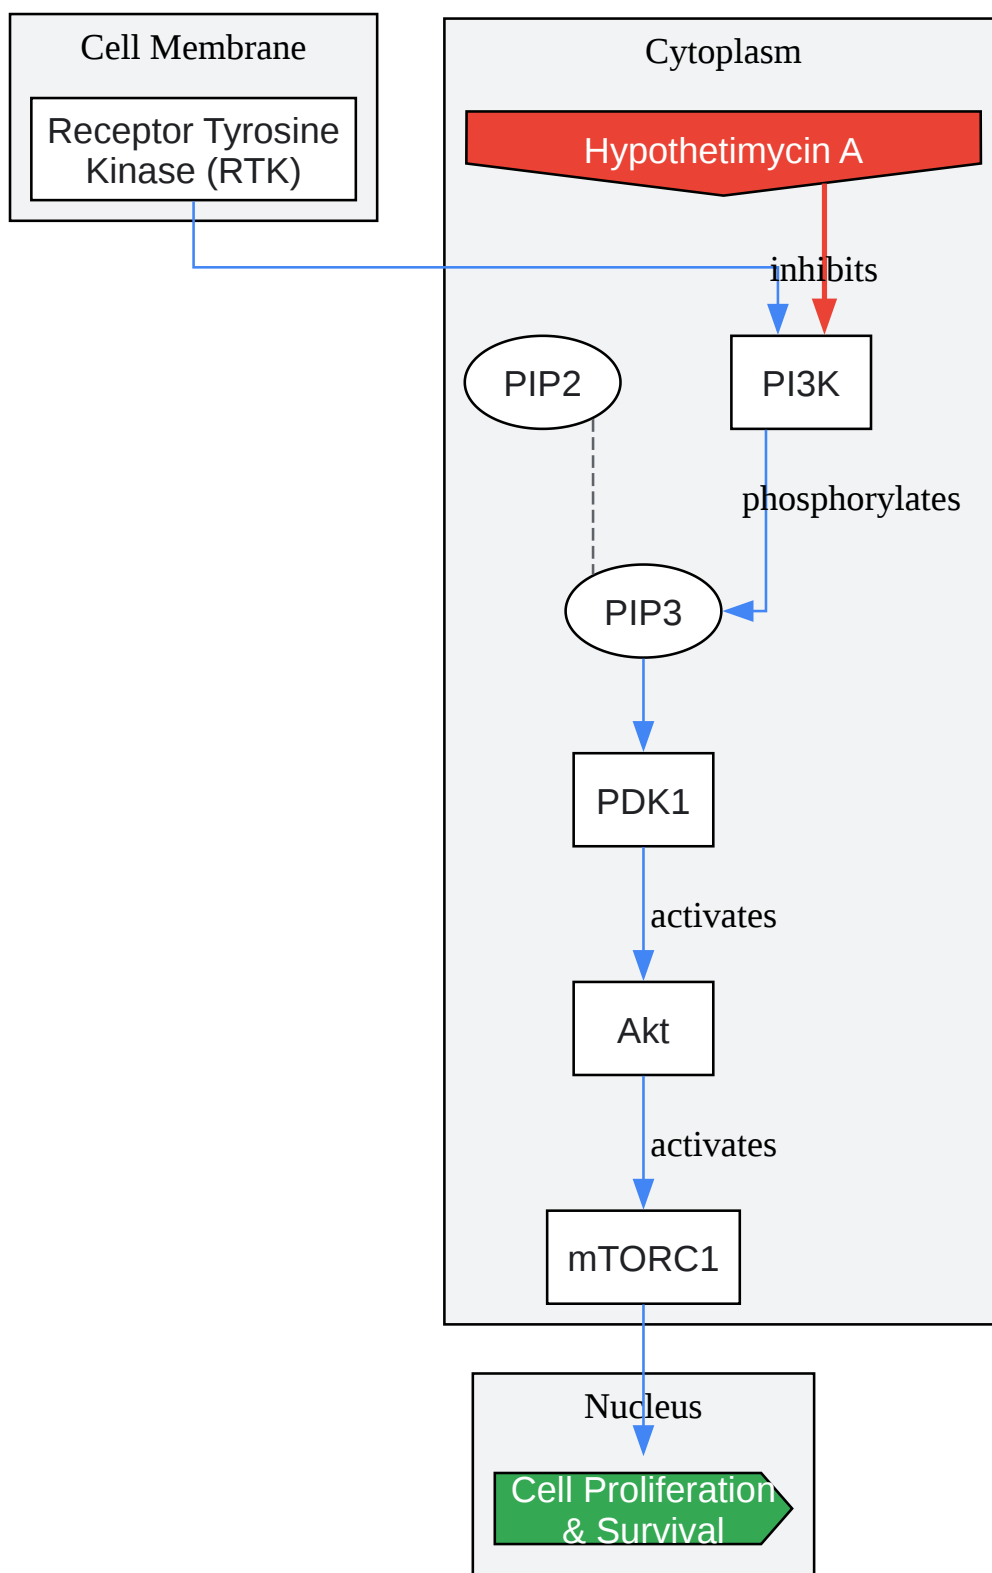 Cell Membrane
Receptor Tyrosine
Kinase (RTK)
Cytoplasm
Hypothetimycin A
inhibits
PIP2
PI3K
phosphorylates
PIP3
PDK1
activates
Akt
activates
mTORC1
Nucleus
Cell Proliferation
& Survival